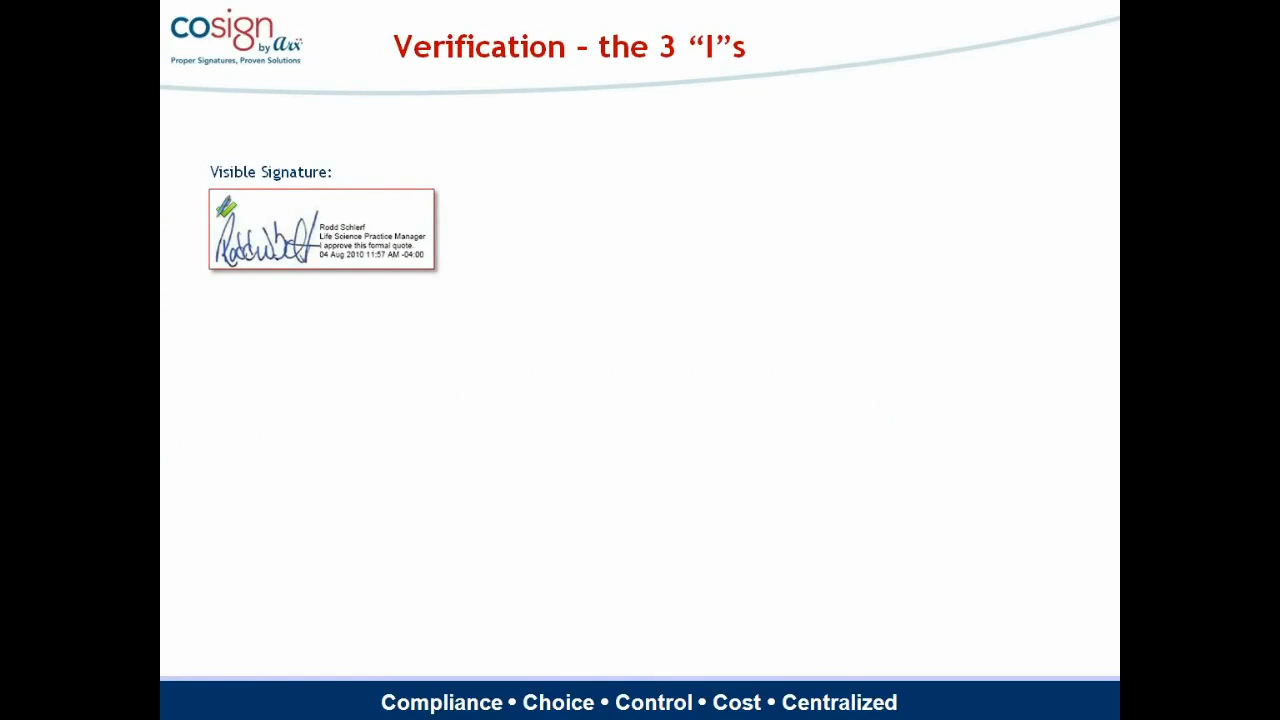 cosign
by arx
Proper Signatures, Proven Solutions
Verification – the 3 “I”s
Visible Signature:
Rodd Schlerf
Life Science Practice Manager
I approve this formal quote.
04 Aug 2010 11:57 AM -04:00
Compliance • Choice • Control • Cost • Centralized